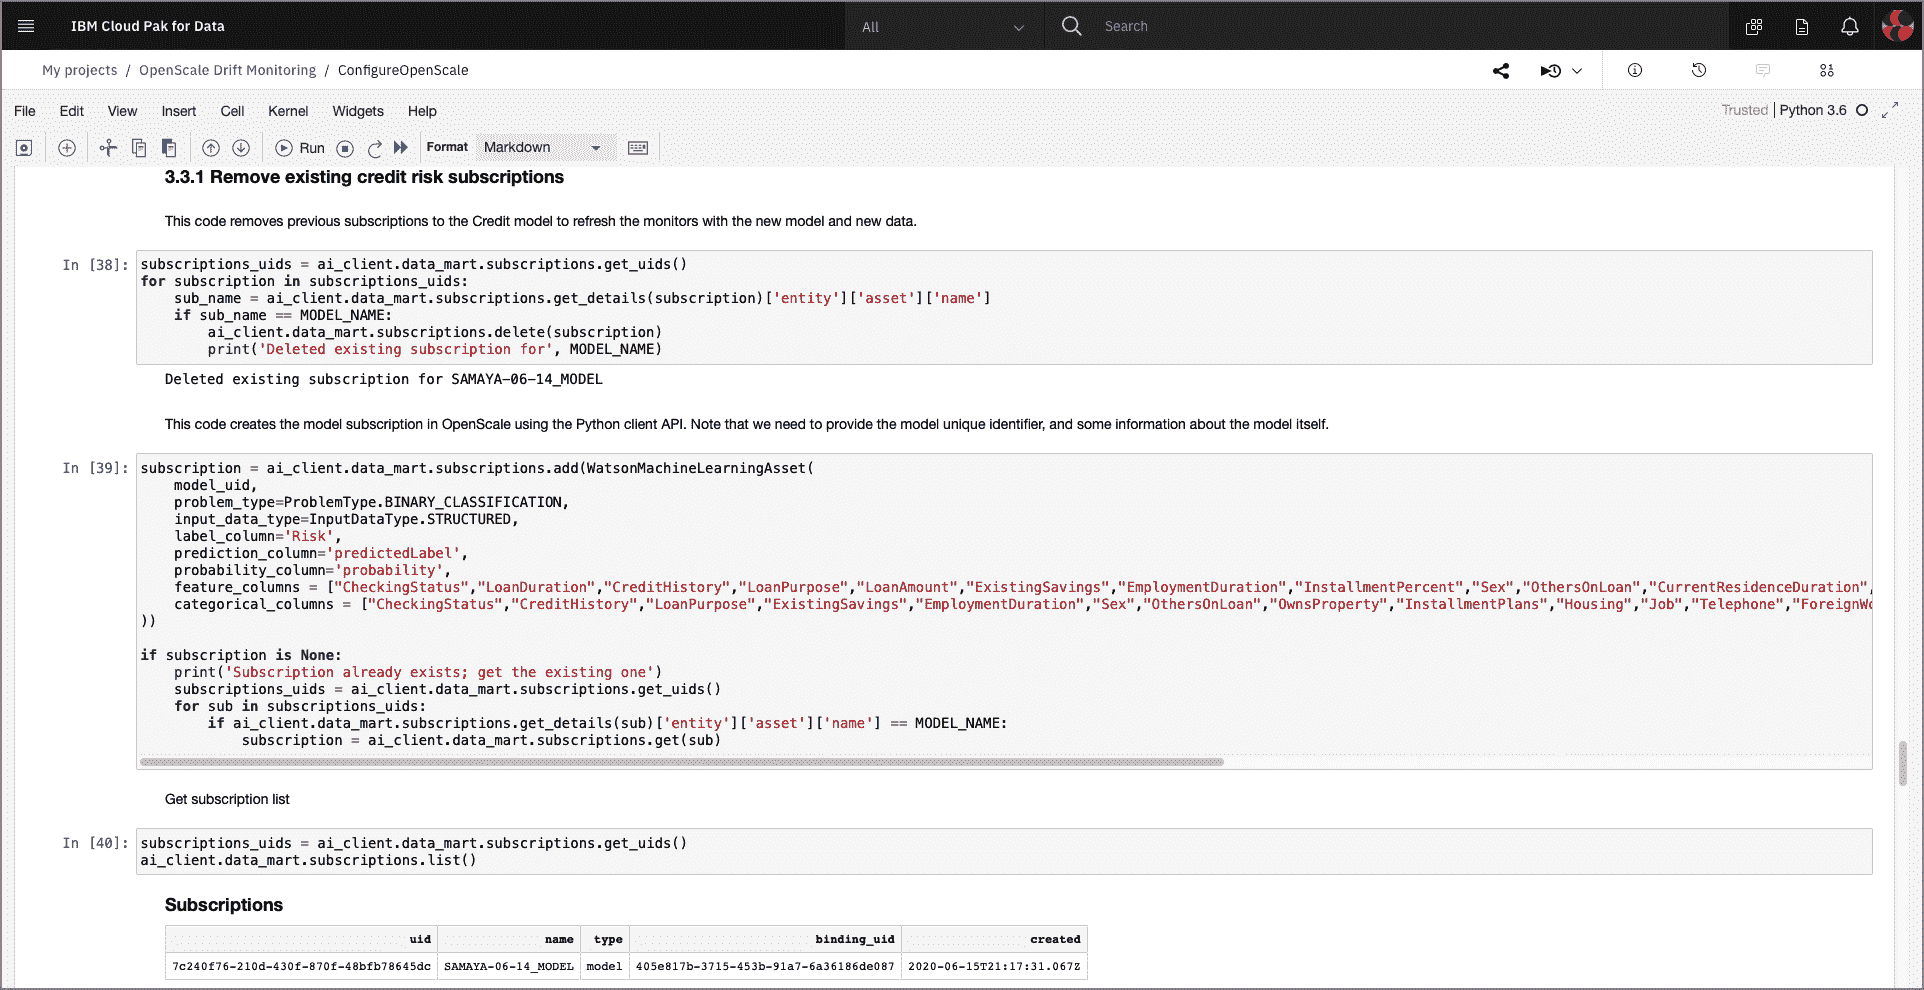 IBM Cloud Pak for Data
All
Search
My projects / OpenScale Drift Monitoring / ConfigureOpenScale
File Edit View Insert Cell Kernel Widgets Help
Trusted | Python 3.6
Run
Format Markdown
3.3.1 Remove existing credit risk subscriptions
This code removes previous subscriptions to the Credit model to refresh the monitors with the new model and new data.
In [38]: subscriptions_uids = ai_client.data_mart.subscriptions.get_uids()
for subscription in subscriptions_uids:
    sub_name = ai_client.data_mart.subscriptions.get_details(subscription)['entity']['asset']['name']
    if sub_name == MODEL_NAME:
        ai_client.data_mart.subscriptions.delete(subscription)
        print('Deleted existing subscription for', MODEL_NAME)
Deleted existing subscription for SAMAYA-06-14_MODEL
This code creates the model subscription in OpenScale using the Python client API. Note that we need to provide the model unique identifier, and some information about the model itself.
In [39]: subscription = ai_client.data_mart.subscriptions.add(WatsonMachineLearningAsset(
    model_uid,
    problem_type=ProblemType.BINARY_CLASSIFICATION,
    input_data_type=InputDataType.STRUCTURED,
    label_column='Risk',
    prediction_column='predictedLabel',
    probability_column='probability',
    feature_columns = ["CheckingStatus","LoanDuration","CreditHistory","LoanPurpose","LoanAmount","ExistingSavings","EmploymentDuration","InstallmentPercent","Sex","OthersOnLoan","CurrentResidenceDuration",
    categorical_columns = ["CheckingStatus","CreditHistory","LoanPurpose","ExistingSavings","EmploymentDuration","Sex","OthersOnLoan","OwnsProperty","InstallmentPlans","Housing","Job","Telephone","ForeignWo
))
if subscription is None:
    print('Subscription already exists; get the existing one')
    subscriptions_uids = ai_client.data_mart.subscriptions.get_uids()
    for sub in subscriptions_uids:
        if ai_client.data_mart.subscriptions.get_details(sub)['entity']['asset']['name'] == MODEL_NAME:
            subscription = ai_client.data_mart.subscriptions.get(sub)
Get subscription list
In [40]: subscriptions_uids = ai_client.data_mart.subscriptions.get_uids()
ai_client.data_mart.subscriptions.list()
Subscriptions
uid name type binding_uid created
7c240f76-210d-430f-870f-48bfb78645dc SAMAYA-06-14_MODEL model 405e817b-3715-453b-91a7-6a36186de087 2020-06-15T21:17:31.067Z